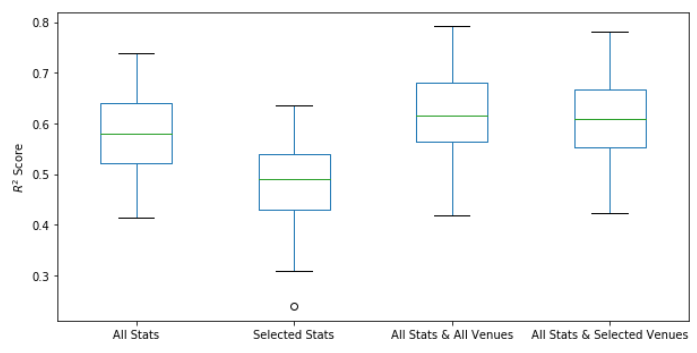 0.8
0.7
0.6
0.5
0.4
0.3
R² Score
All Stats
Selected Stats
All Stats & All Venues
All Stats & Selected Venues